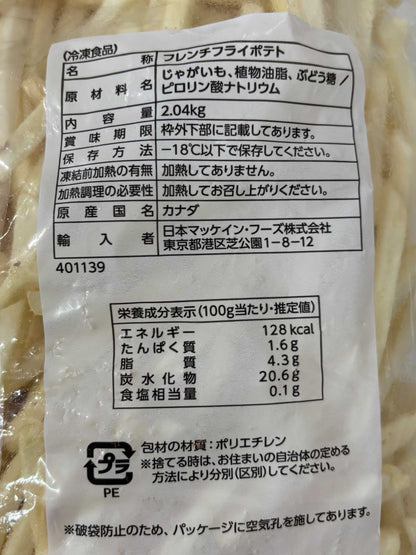 (冷凍食品)
名称 フレンチフライポテト
原材料名 じゃがいも、植物油脂、ぶどう糖／
ピロリン酸ナトリウム
内容量 2.04kg
賞味期限 枠外下部に記載してあります。
保存方法 −18℃以下で保存してください。
凍結前加熱の有無 加熱してありません。
加熱調理の必要性 加熱してお召し上がりください。
原産国名 カナダ
輸入者 日本マッケイン・フーズ株式会社
東京都港区芝公園1-8-12
401139
栄養成分表示(100g当たり・推定値)
エネルギー 128kcal
たんぱく質 1.6g
脂質 4.3g
炭水化物 20.6g
食塩相当量 0.1g
プラ
PE
包材の材質：ポリエチレン
※捨てる時は、お住まいの自治体の定める
方法により分別(区別)してください。
※破袋防止のため、パッケージに空気孔を施してあります。